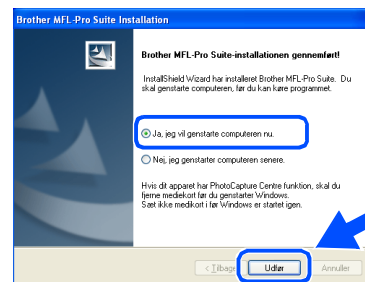 Brother MFL-Pro Suite Installation
Brother MFL-Pro Suite-installationen gennemført!
InstallShield Wizard har installeret Brother MFL-Pro Suite. Du
skal genstarte computeren, før du kan køre programmet.
Ja, jeg vil genstarte computeren nu.
Nej, jeg genstarter computeren senere.
Hvis dit apparet har PhotoCapture Centre funktion, skal du
fjerne mediekort før du genstarter Windows.
Sæt ikke medikort i før Windows er startet igen.
< Tilbage
Udfør
Annuller